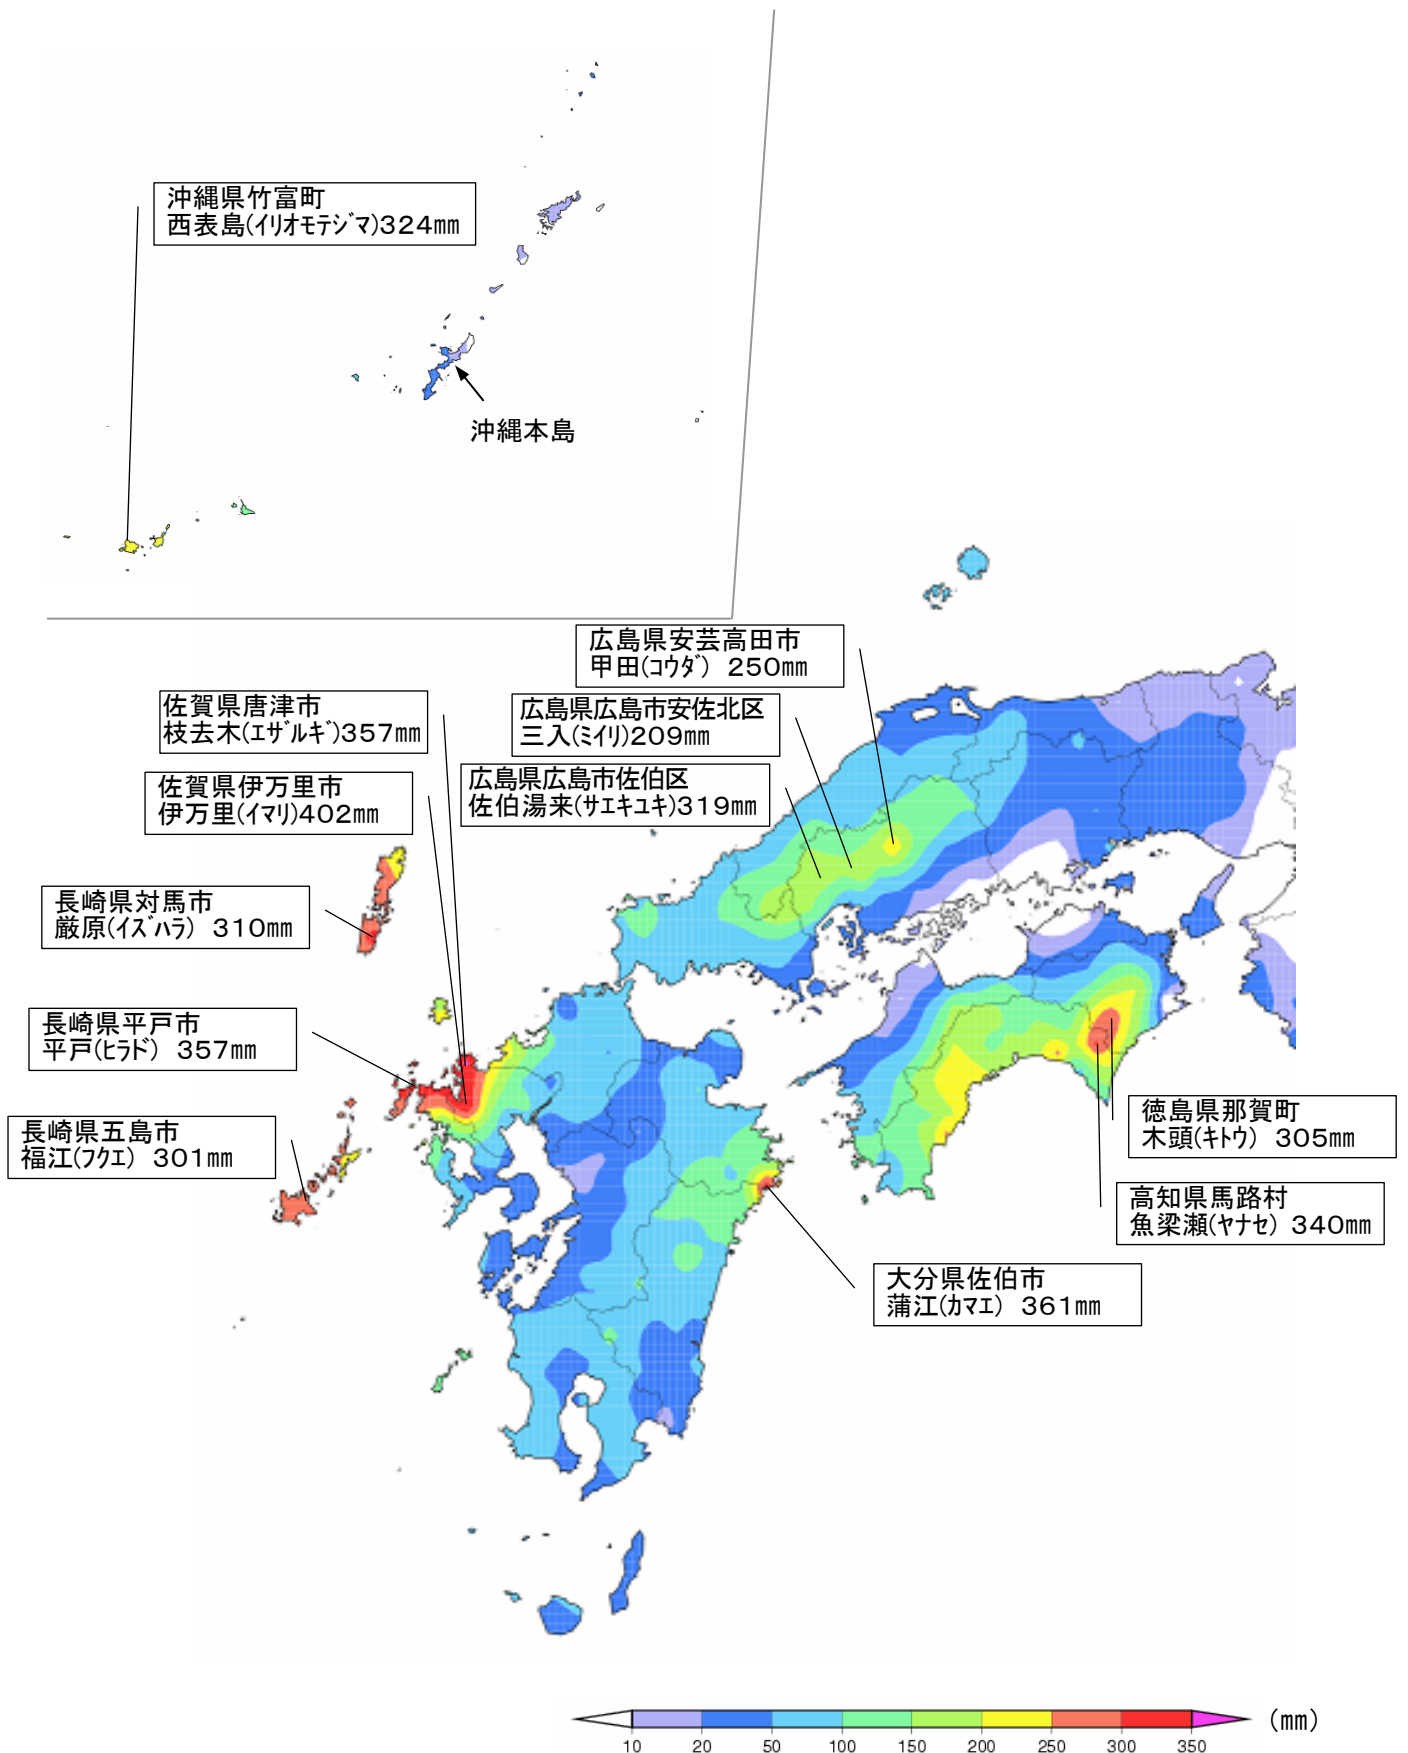 沖縄県竹富町
西表島(ｲﾘｵﾓﾃｼﾞﾏ)324㎜
沖縄本島
広島県安芸高田市
甲田(ｺｳﾀﾞ) 250㎜
佐賀県唐津市
枝去木(ｴｻﾞﾙｷﾞ)357㎜
広島県広島市安佐北区
三入(ﾐｲﾘ)209㎜
広島県広島市佐伯区
佐伯湯来(ｻｴｷﾕｷ)319㎜
佐賀県伊万里市
伊万里(ｲﾏﾘ)402㎜
長崎県対馬市
厳原(ｲｽﾞﾊﾗ) 310㎜
長崎県平戸市
平戸(ﾋﾗﾄﾞ) 357㎜
長崎県五島市
福江(ﾌｸｴ) 301㎜
徳島県那賀町
木頭(ｷﾄｳ) 305㎜
高知県馬路村
魚梁瀬(ﾔﾅｾ) 340㎜
大分県佐伯市
蒲江(ｶﾏｴ) 361㎜
(㎜)
10 20 50 100 150 200 250 300 350